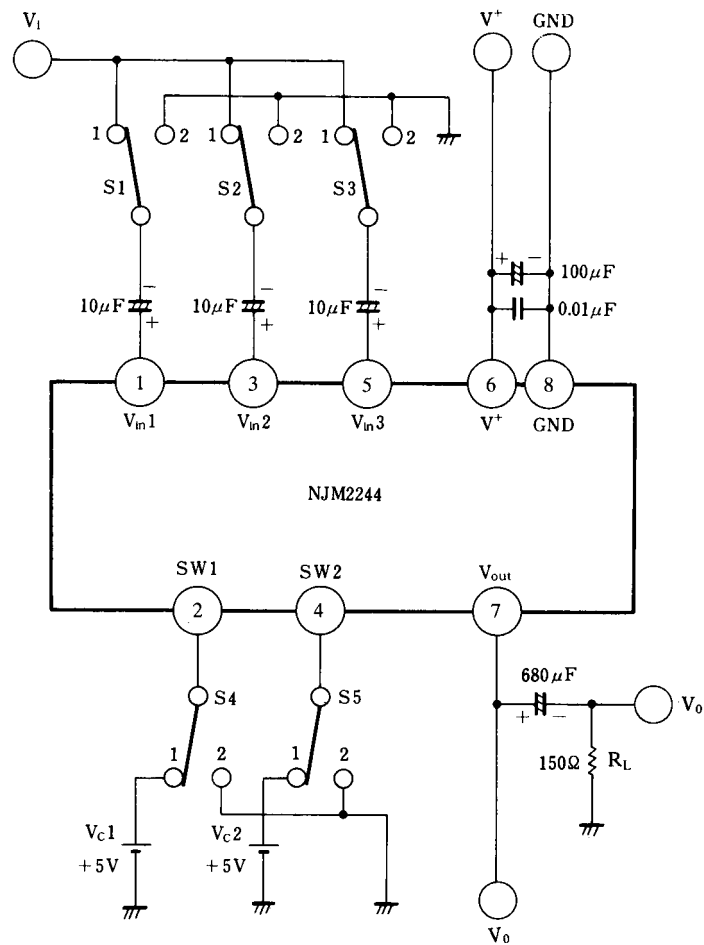 V₁ V⁺ GND
1 2 1 2 1 2
S1 S2 S3
− − − + − 100μF
10μF 10μF 10μF 0.01μF
+ + +
1 3 5 6 8
Vin1 Vin2 Vin3 V⁺ GND
NJM2244
SW1 SW2 Vout
2 4 7
680μF
S4 S5 + − V₀
1 2 1 2 150Ω RL
VC1 VC2
+5V +5V
V₀